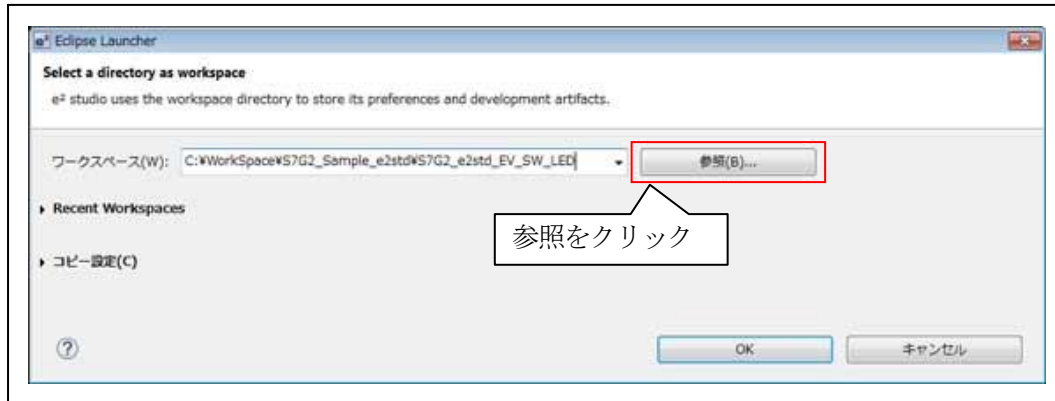 e² Eclipse Launcher
Select a directory as workspace
e² studio uses the workspace directory to store its preferences and development artifacts.
ワークスペース(W): C:¥WorkSpace¥S7G2_Sample_e2std¥S7G2_e2std_EV_SW_LED 参照(B)...
Recent Workspaces
参照をクリック
コピー設定(C)
? OK キャンセル